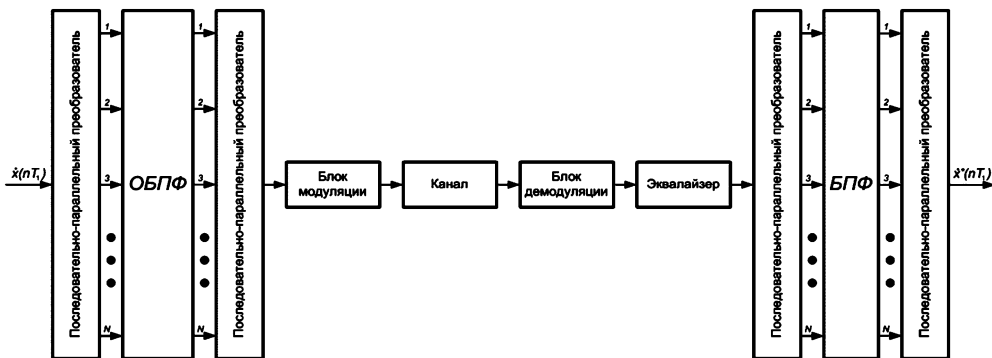 ẋ(nT₁)
Последовательно-параллельный преобразователь
1
2
3
N
ОБПФ
1
2
3
N
Последовательно-параллельный преобразователь
Блок
модуляции
Канал
Блок
демодуляции
Эквалайзер
Последовательно-параллельный преобразователь
1
2
3
N
БПФ
1
2
3
N
Последовательно-параллельный преобразователь
ẋ"(nT₁)